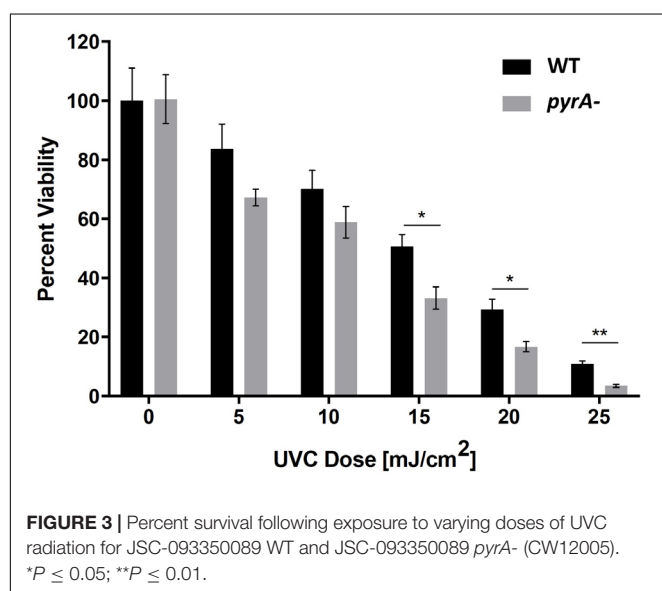 120
100
80
60
40
20
0
Percent Viability
WT
pyrA-
*
*
**
0 5 10 15 20 25
UVC Dose [mJ/cm²]
FIGURE 3 | Percent survival following exposure to varying doses of UVC
radiation for JSC-093350089 WT and JSC-093350089 pyrA- (CW12005).
*P ≤ 0.05; **P ≤ 0.01.